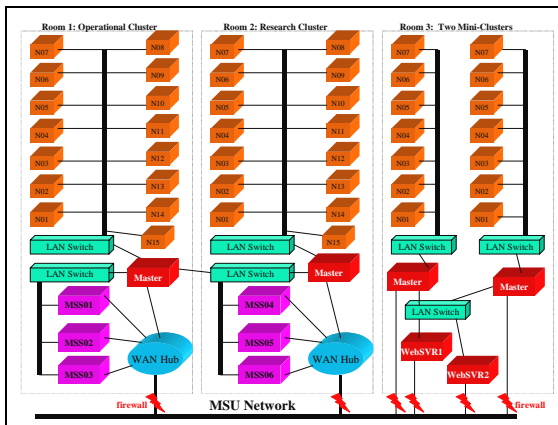 Room 1: Operational Cluster
Room 2: Research Cluster
Room 3: Two Mini-Clusters
N07
N08
N06
N09
N05
N10
N04
N11
N03
N12
N02
N13
N01
N14
N15
LAN Switch
LAN Switch
Master
MSS01
MSS02
MSS03
WAN Hub
N07
N08
N06
N09
N05
N10
N04
N11
N03
N12
N02
N13
N01
N14
N15
LAN Switch
LAN Switch
Master
MSS04
MSS05
MSS06
WAN Hub
N07
N07
N06
N06
N05
N05
N04
N04
N03
N03
N02
N02
N01
N01
LAN Switch
LAN Switch
Master
Master
LAN Switch
WebSVR1
WebSVR2
firewall
MSU Network
firewall